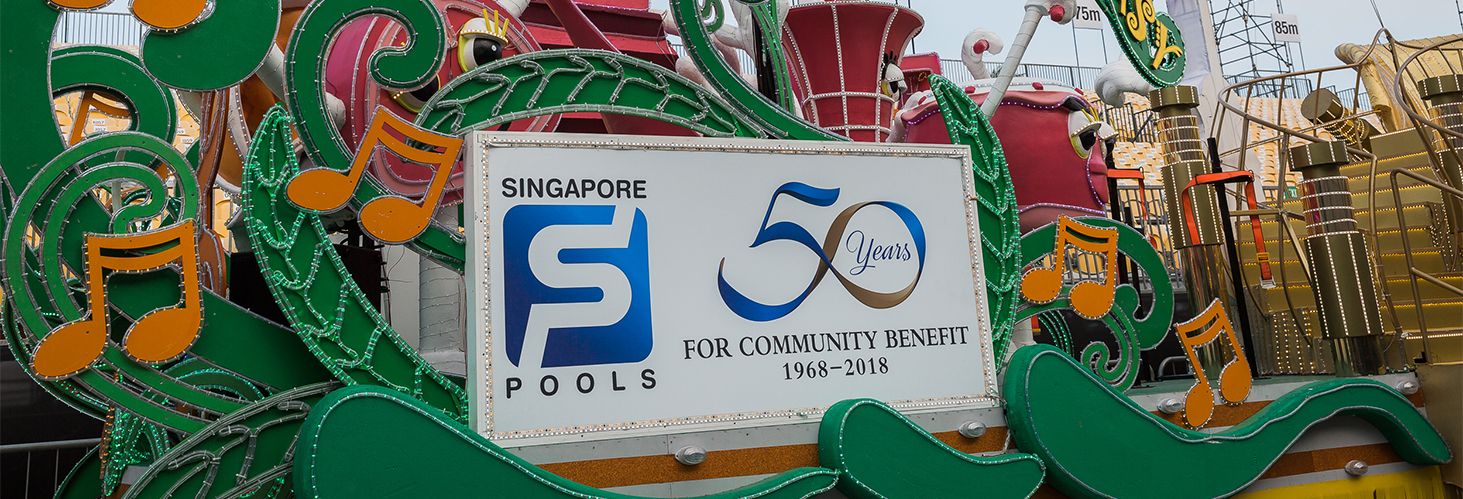 75m
85m
SINGAPORE
POOLS
50
Years
FOR COMMUNITY BENEFIT
1968-2018